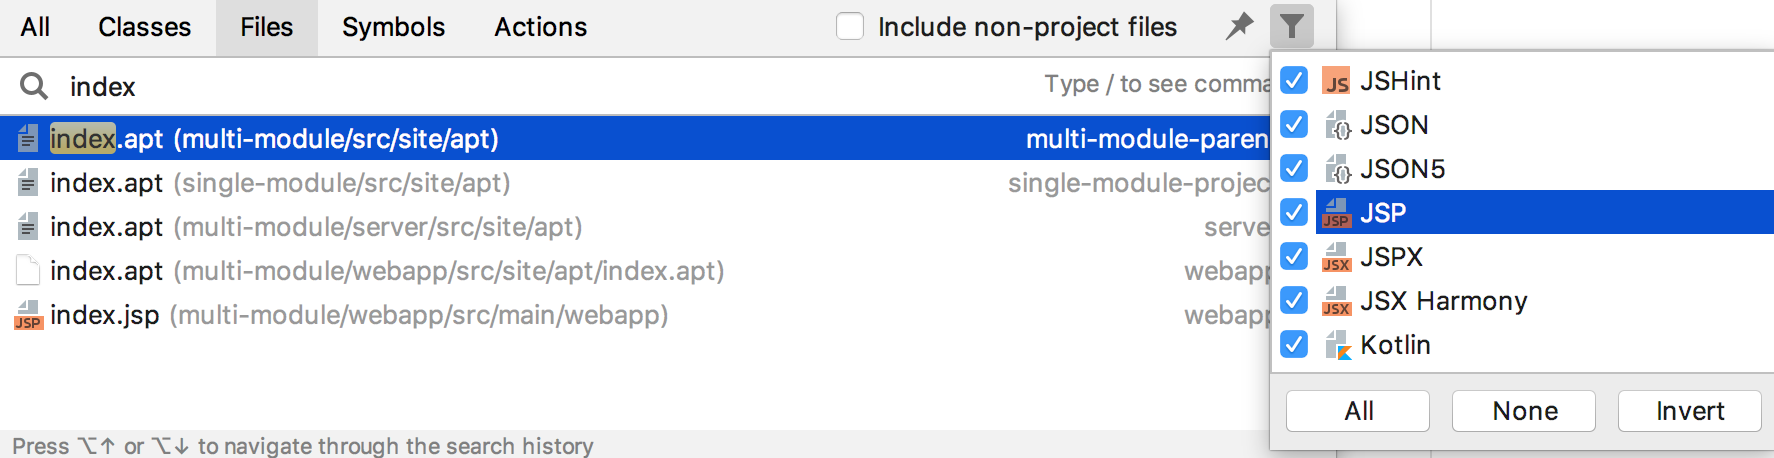 All Classes Files Symbols Actions Include non-project files
index Type / to see comma
index.apt (multi-module/src/site/apt) multi-module-paren
index.apt (single-module/src/site/apt) single-module-projec
index.apt (multi-module/server/src/site/apt) serve
index.apt (multi-module/webapp/src/site/apt/index.apt) webapp
JSP index.jsp (multi-module/webapp/src/main/webapp) webapp
Press ⌥↑ or ⌥↓ to navigate through the search history
JS JSHint
{} JSON
{} JSON5
JSP JSP
JSX JSPX
JSX JSX Harmony
Kotlin
All None Invert